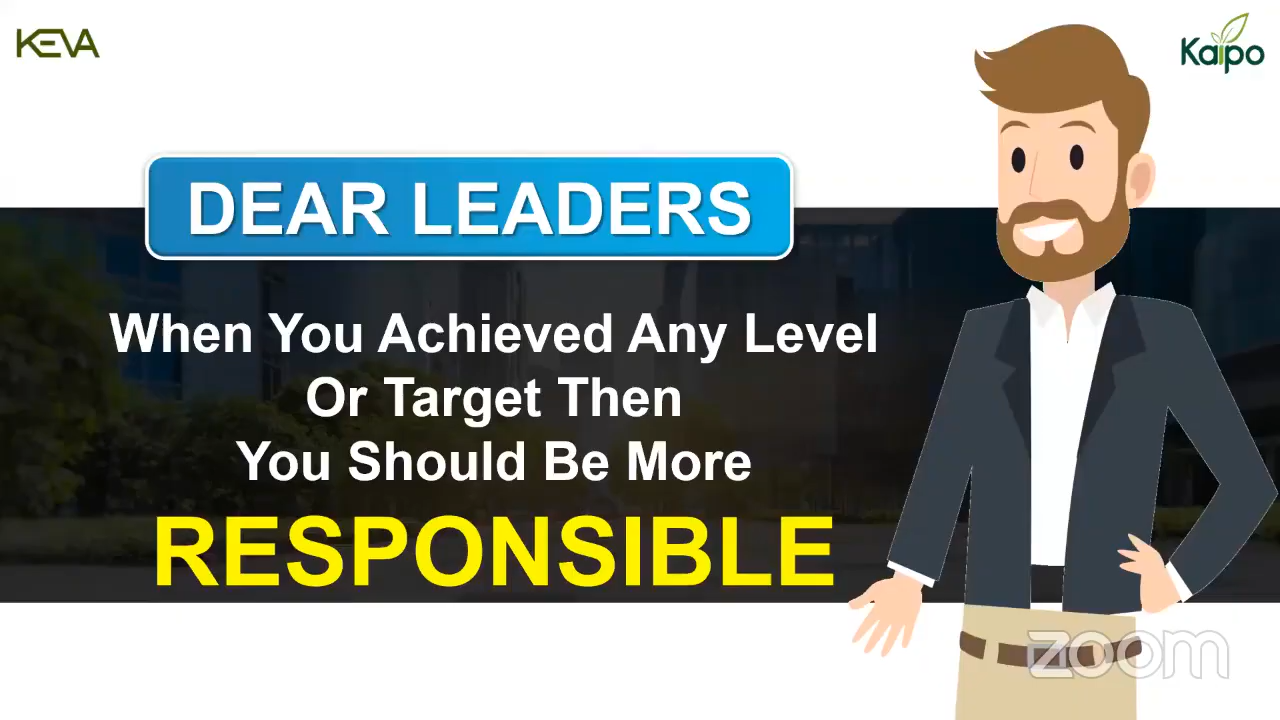 KEVA
Kaipo
DEAR LEADERS
When You Achieved Any Level
Or Target Then
You Should Be More
RESPONSIBLE
zoom